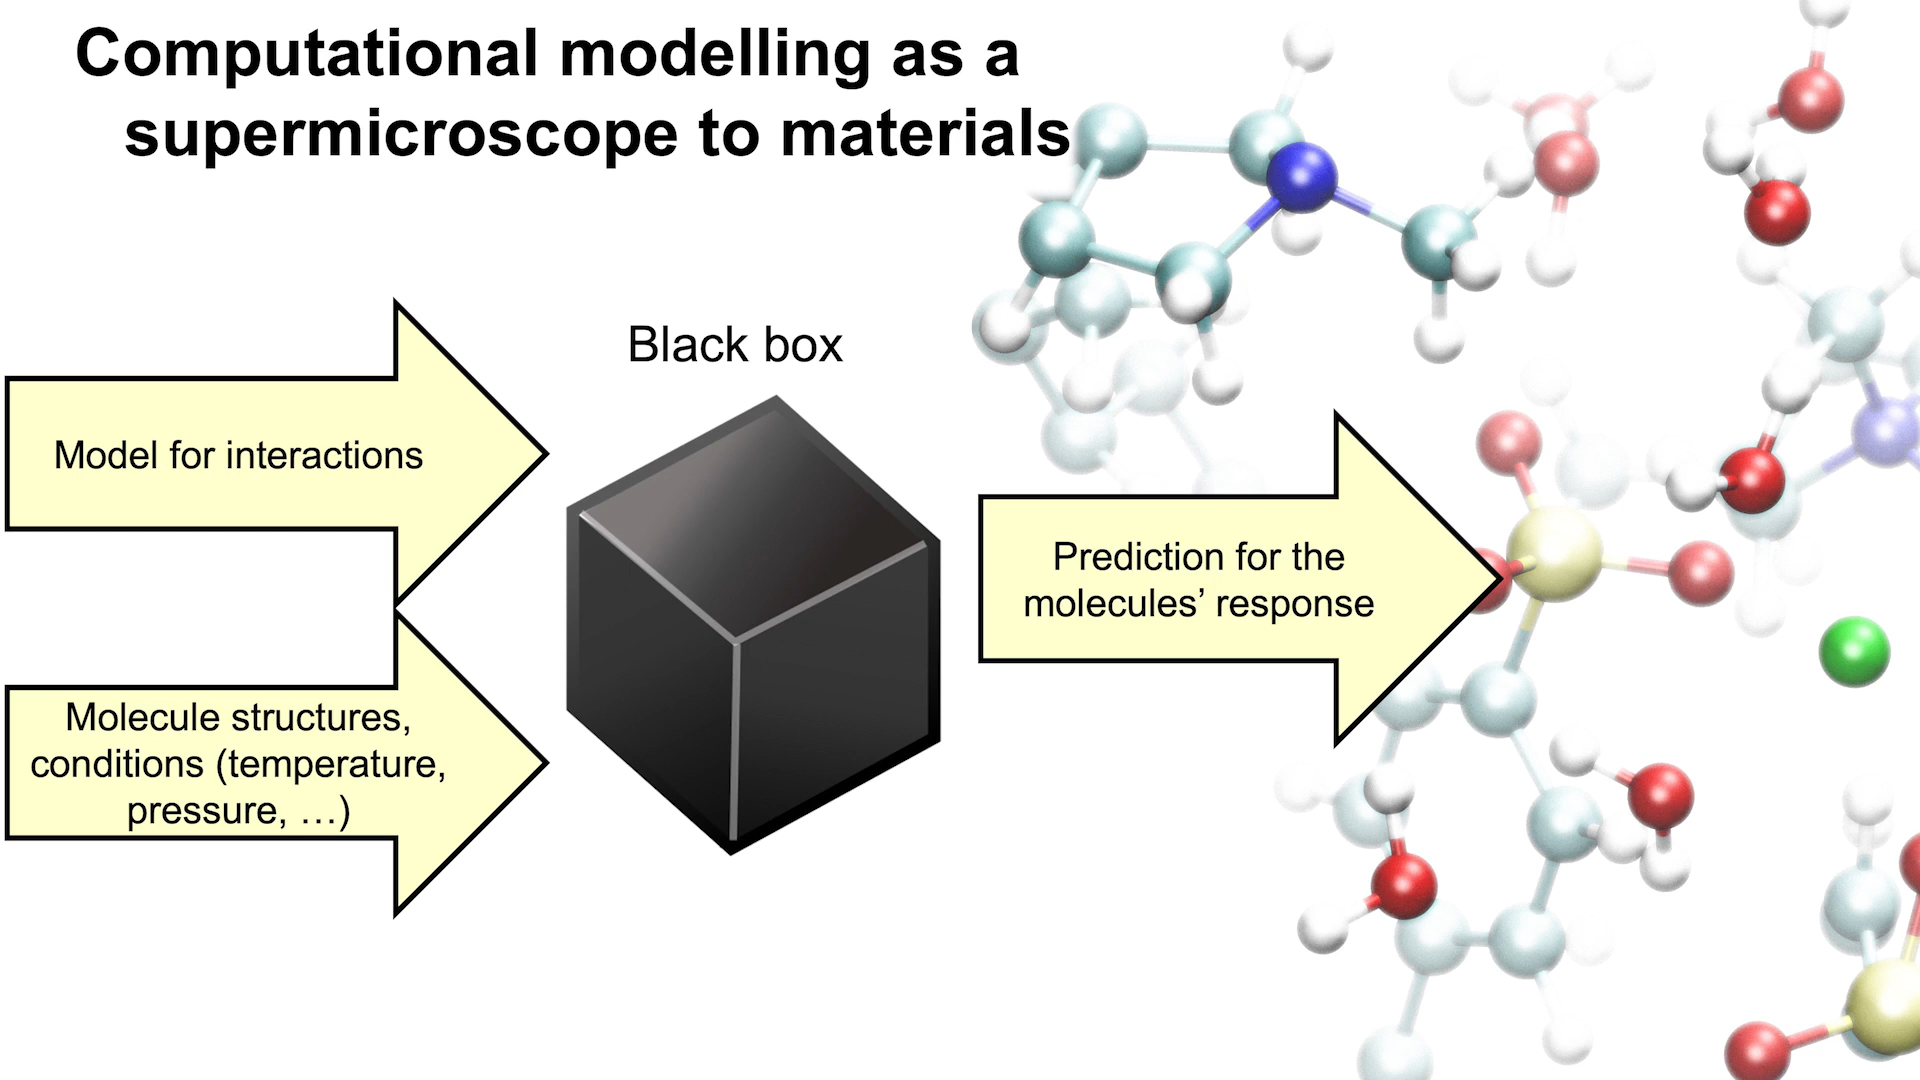 Computational modelling as a
supermicroscope to materials
Black box
Model for interactions
Molecule structures,
conditions (temperature,
pressure, …)
Prediction for the
molecules’ response